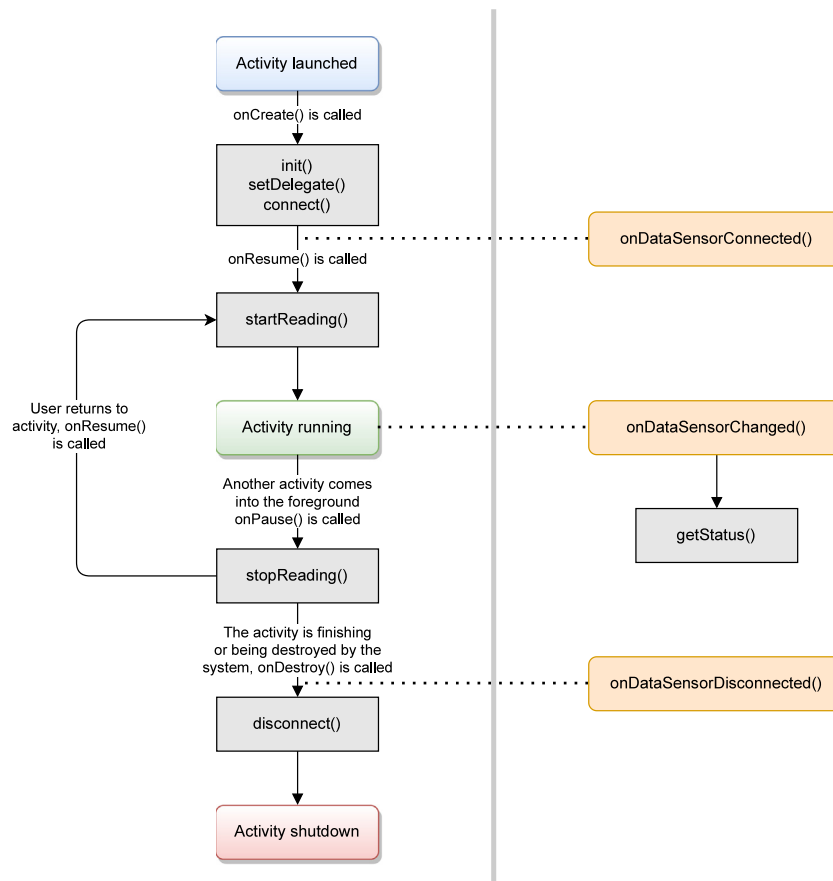 Activity launched
onCreate() is called
init()
setDelegate()
connect()
onDataSensorConnected()
onResume() is called
startReading()
User returns to
activity, onResume()
is called
Activity running
onDataSensorChanged()
Another activity comes
into the foreground
onPause() is called
getStatus()
stopReading()
The activity is finishing
or being destroyed by the
system, onDestroy() is called
onDataSensorDisconnected()
disconnect()
Activity shutdown